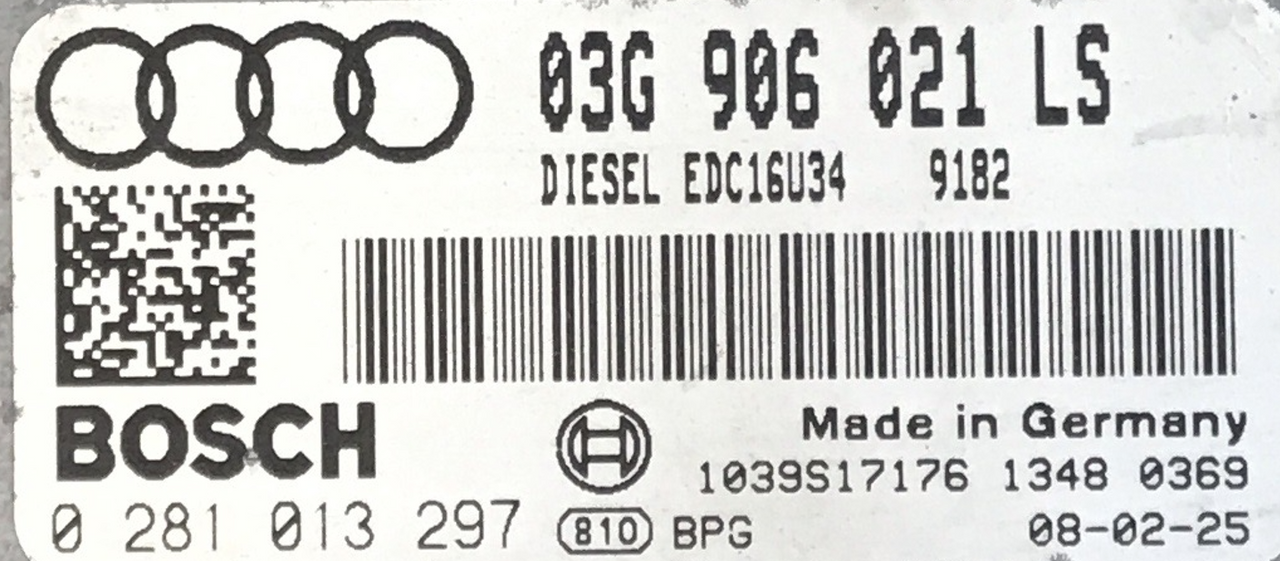 03G 906 021 LS
DIESEL EDC16U34 9182
BOSCH
Made in Germany
1039S17176 1348 0369
0 281 013 297
810 BPG
08-02-25